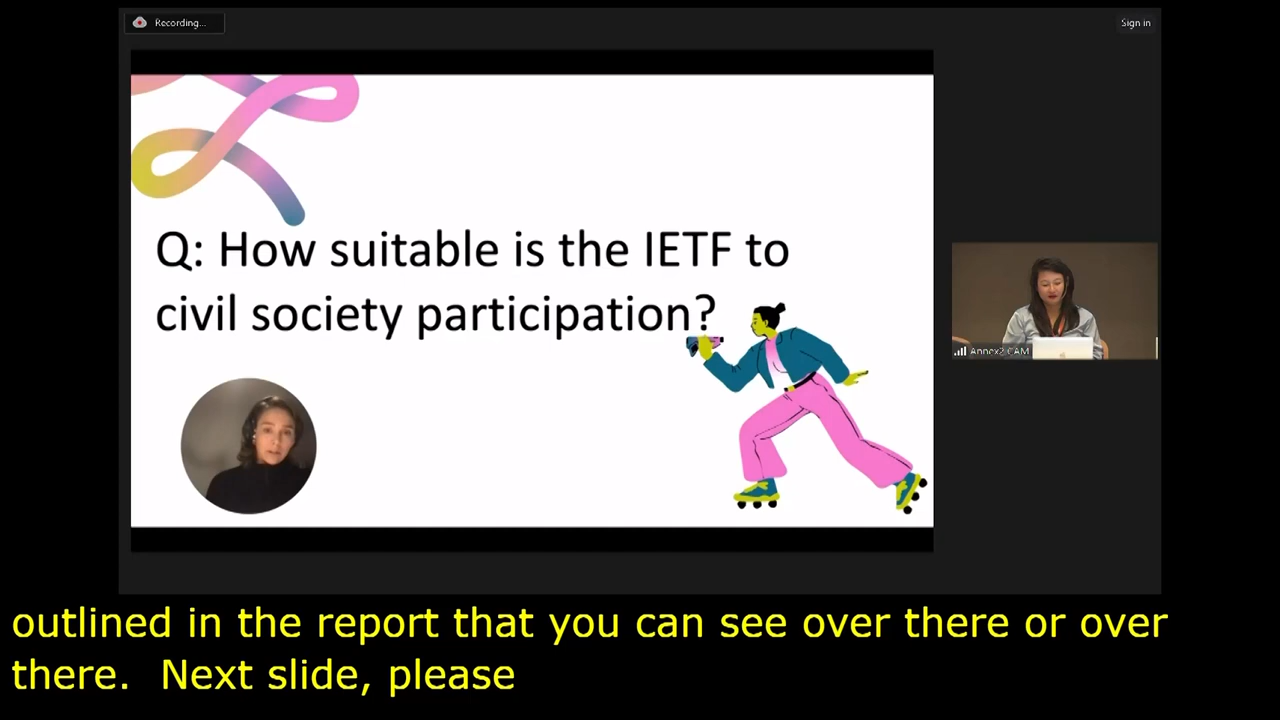 Recording...
Sign in
Q: How suitable is the IETF to
civil society participation?
Annex2 CAM
outlined in the report that you can see over there or over
there.  Next slide, please